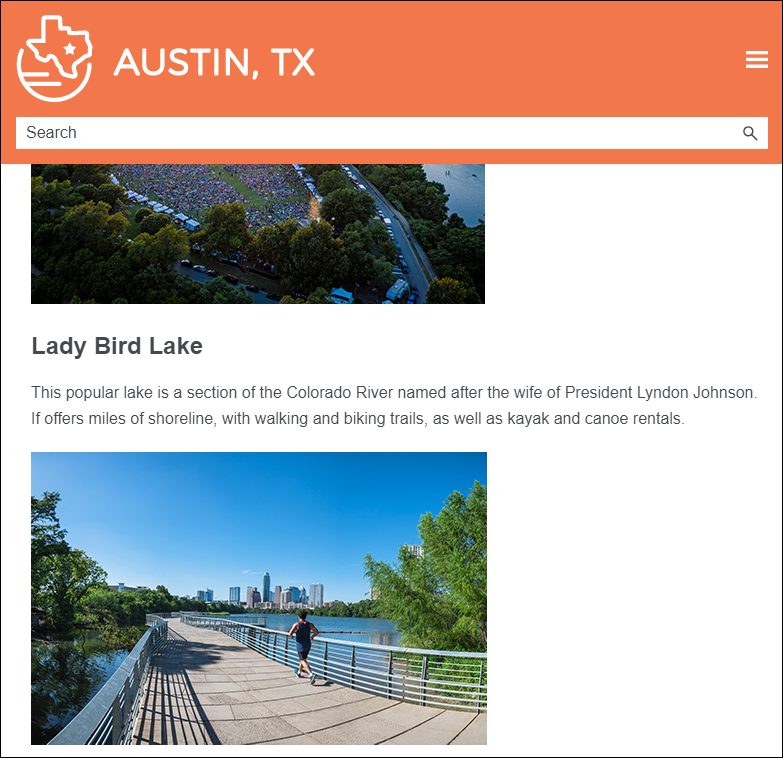 AUSTIN, TX
Search
Lady Bird Lake
This popular lake is a section of the Colorado River named after the wife of President Lyndon Johnson.
If offers miles of shoreline, with walking and biking trails, as well as kayak and canoe rentals.